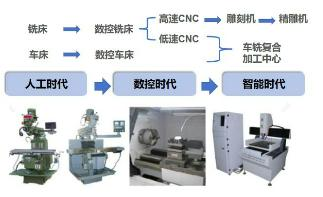 高速CNC 雕刻机 精雕机
铣床 数控铣床
低速CNC
车床 数控车床 车铣复合
加工中心
人工时代 数控时代 智能时代